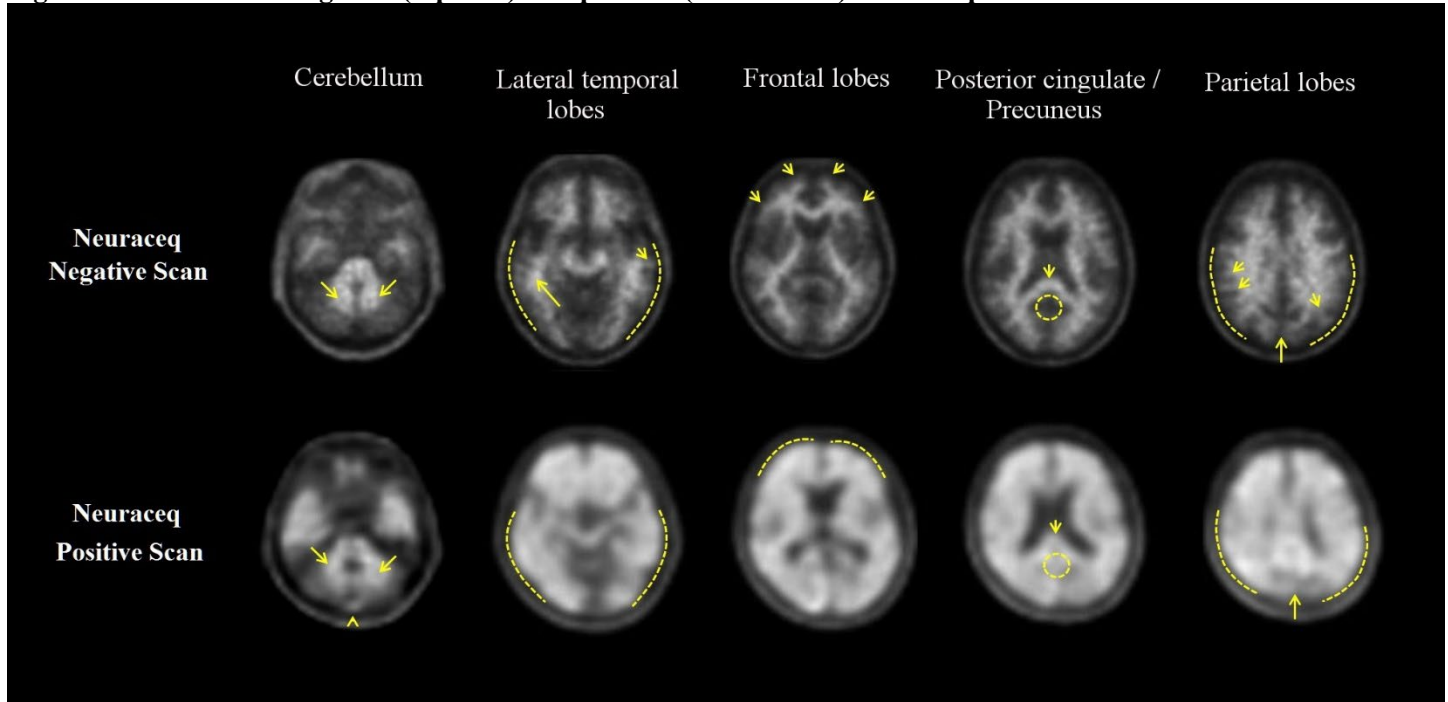 Cerebellum
Lateral temporal
lobes
Frontal lobes
Posterior cingulate /
Precuneus
Parietal lobes
Neuraceq
Negative Scan
Neuraceq
Positive Scan